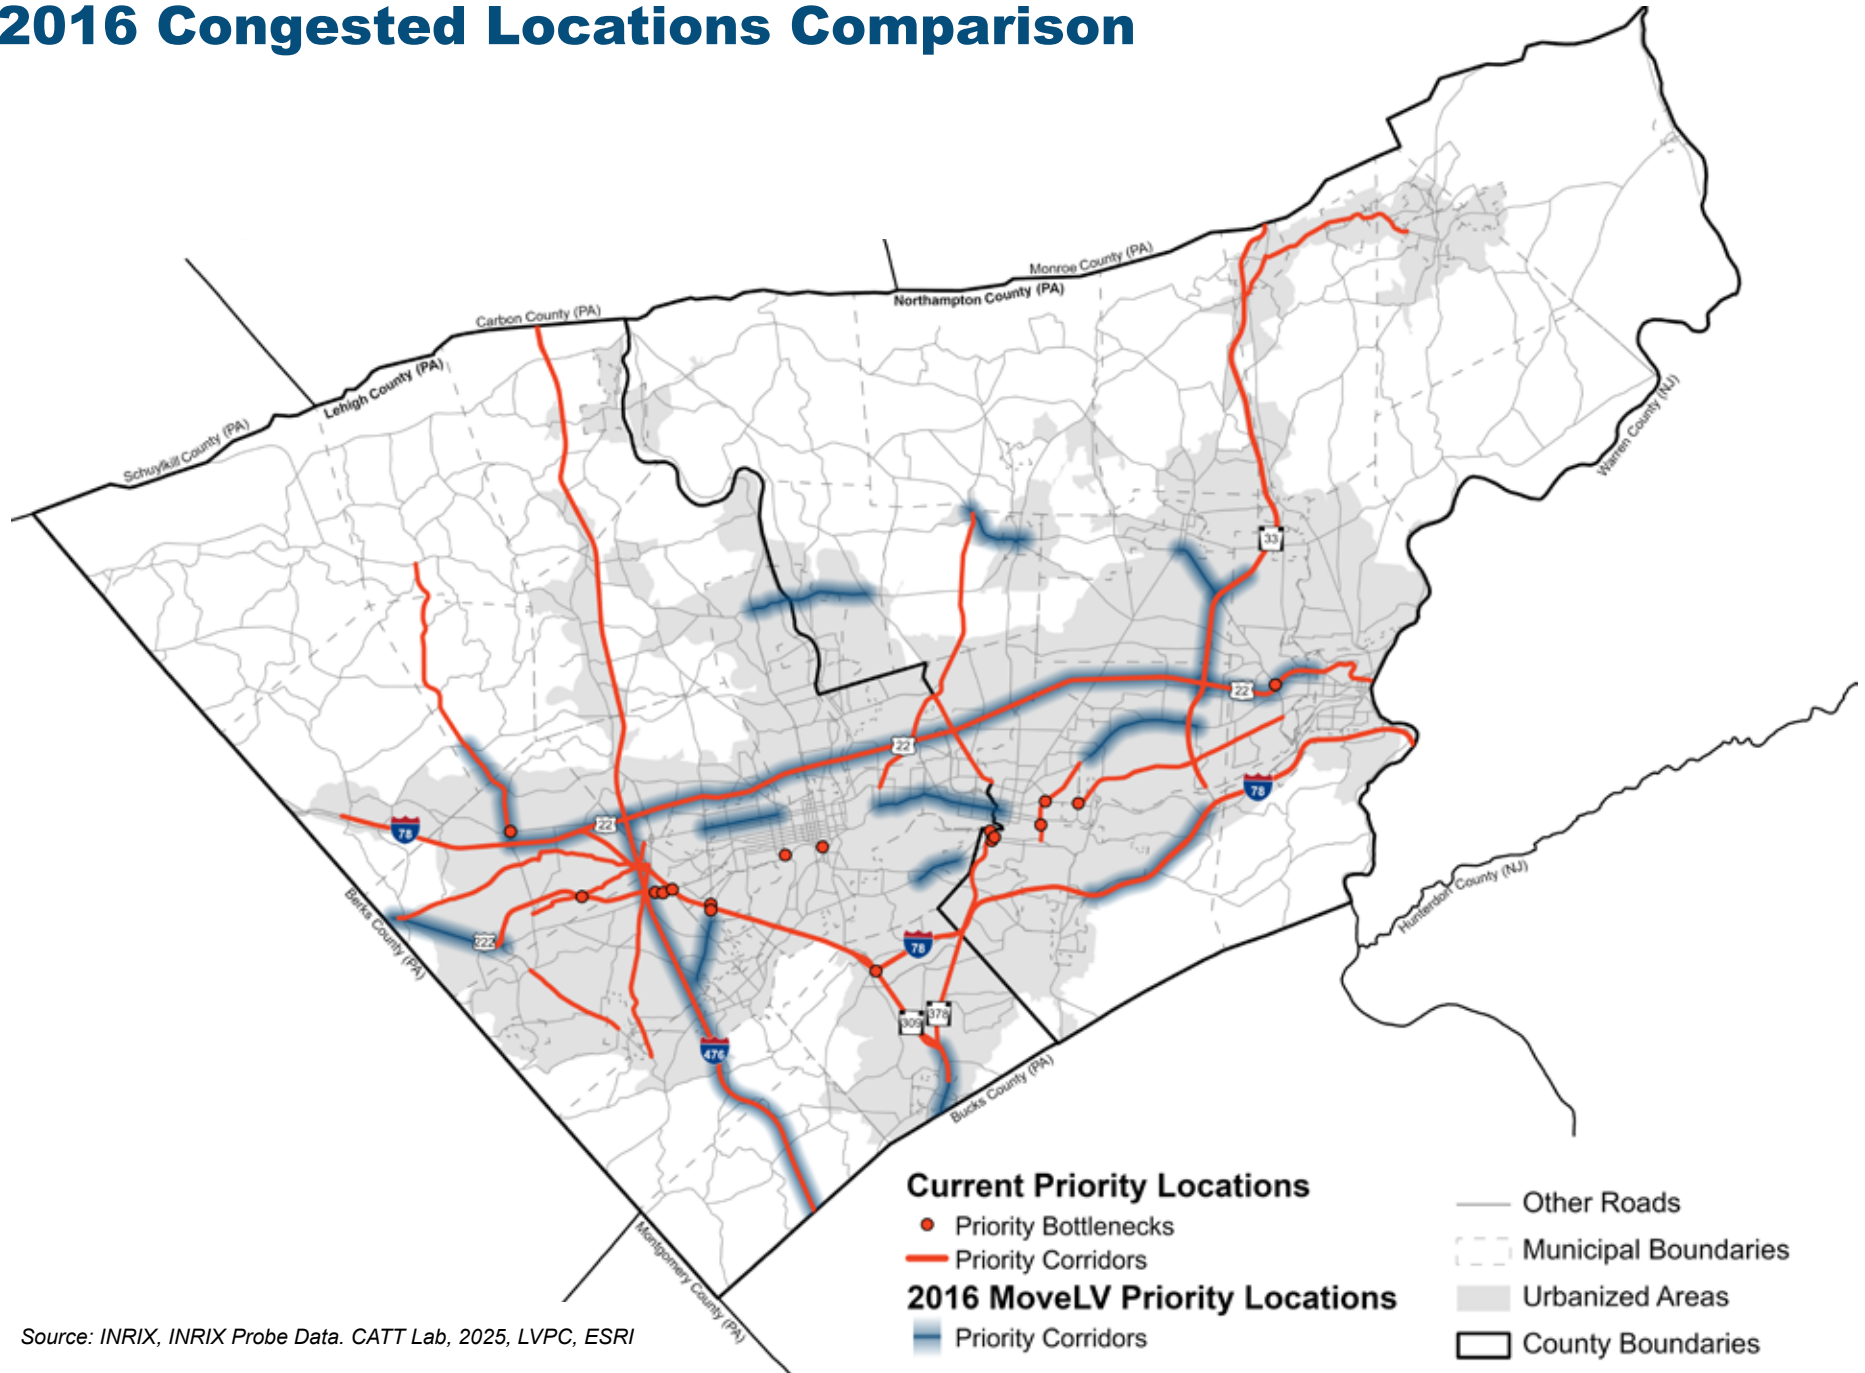 2016 Congested Locations Comparison
Monroe County (PA)
Northampton County (PA)
Carbon County (PA)
Lehigh County (PA)
Schuylkill County (PA)
Warren County (NJ)
33
22
22
78
22
78
222
Berks County (PA)
Hunterdon County (NJ)
78
309
378
476
Bucks County (PA)
Montgomery County (PA)
Current Priority Locations
Priority Bottlenecks
Priority Corridors
2016 MoveLV Priority Locations
Priority Corridors
Other Roads
Municipal Boundaries
Urbanized Areas
County Boundaries
Source: INRIX, INRIX Probe Data. CATT Lab, 2025, LVPC, ESRI